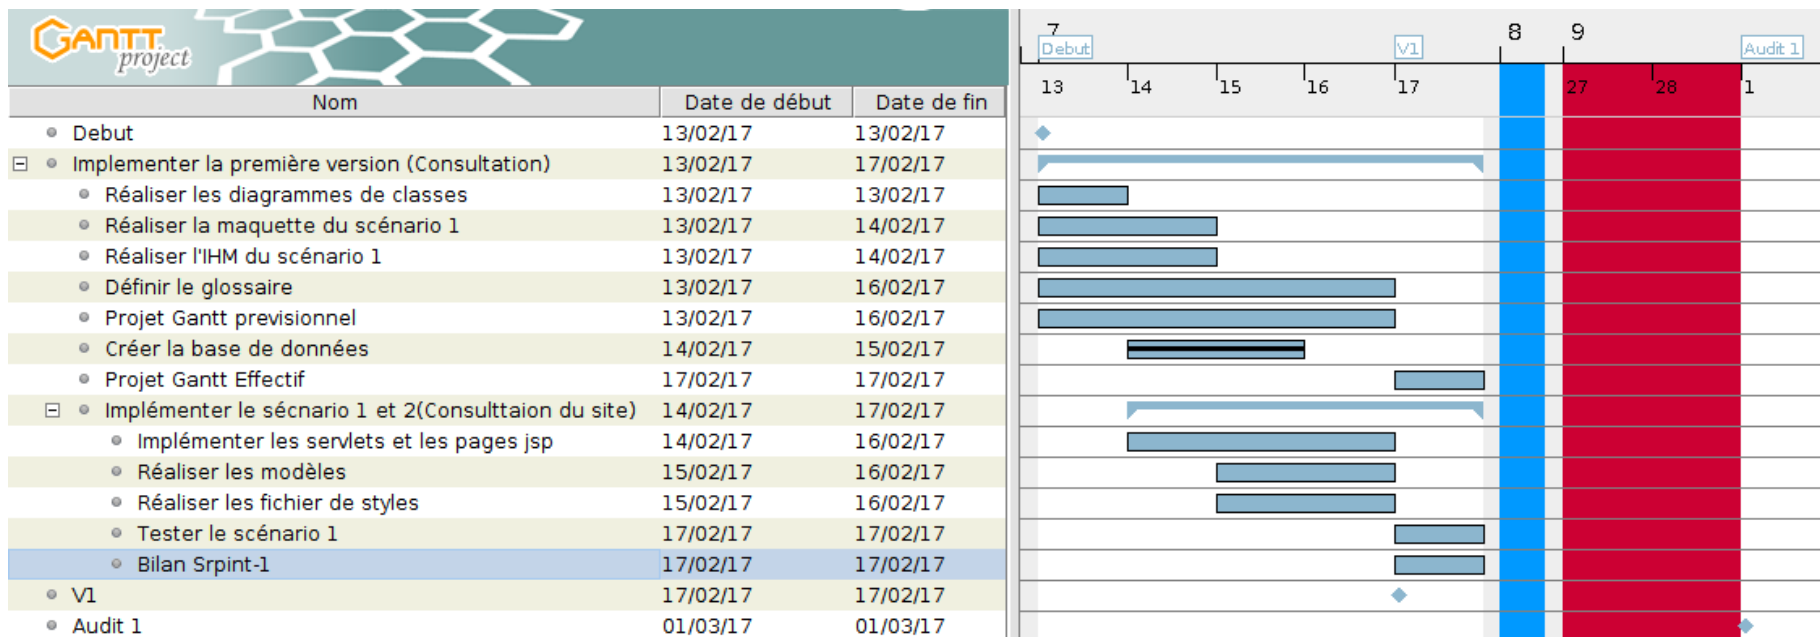 GANTT
project
7
8
9
Debut
V1
Audit 1
13
14
15
16
17
27
28
1
Nom Date de début Date de fin
Debut 13/02/17 13/02/17
Implementer la première version (Consultation) 13/02/17 17/02/17
Réaliser les diagrammes de classes 13/02/17 13/02/17
Réaliser la maquette du scénario 1 13/02/17 14/02/17
Réaliser l'IHM du scénario 1 13/02/17 14/02/17
Définir le glossaire 13/02/17 16/02/17
Projet Gantt previsionnel 13/02/17 16/02/17
Créer la base de données 14/02/17 15/02/17
Projet Gantt Effectif 17/02/17 17/02/17
Implémenter le sécnario 1 et 2(Consulttaion du site) 14/02/17 17/02/17
Implémenter les servlets et les pages jsp 14/02/17 16/02/17
Réaliser les modèles 15/02/17 16/02/17
Réaliser les fichier de styles 15/02/17 16/02/17
Tester le scénario 1 17/02/17 17/02/17
Bilan Srpint-1 17/02/17 17/02/17
V1 17/02/17 17/02/17
Audit 1 01/03/17 01/03/17